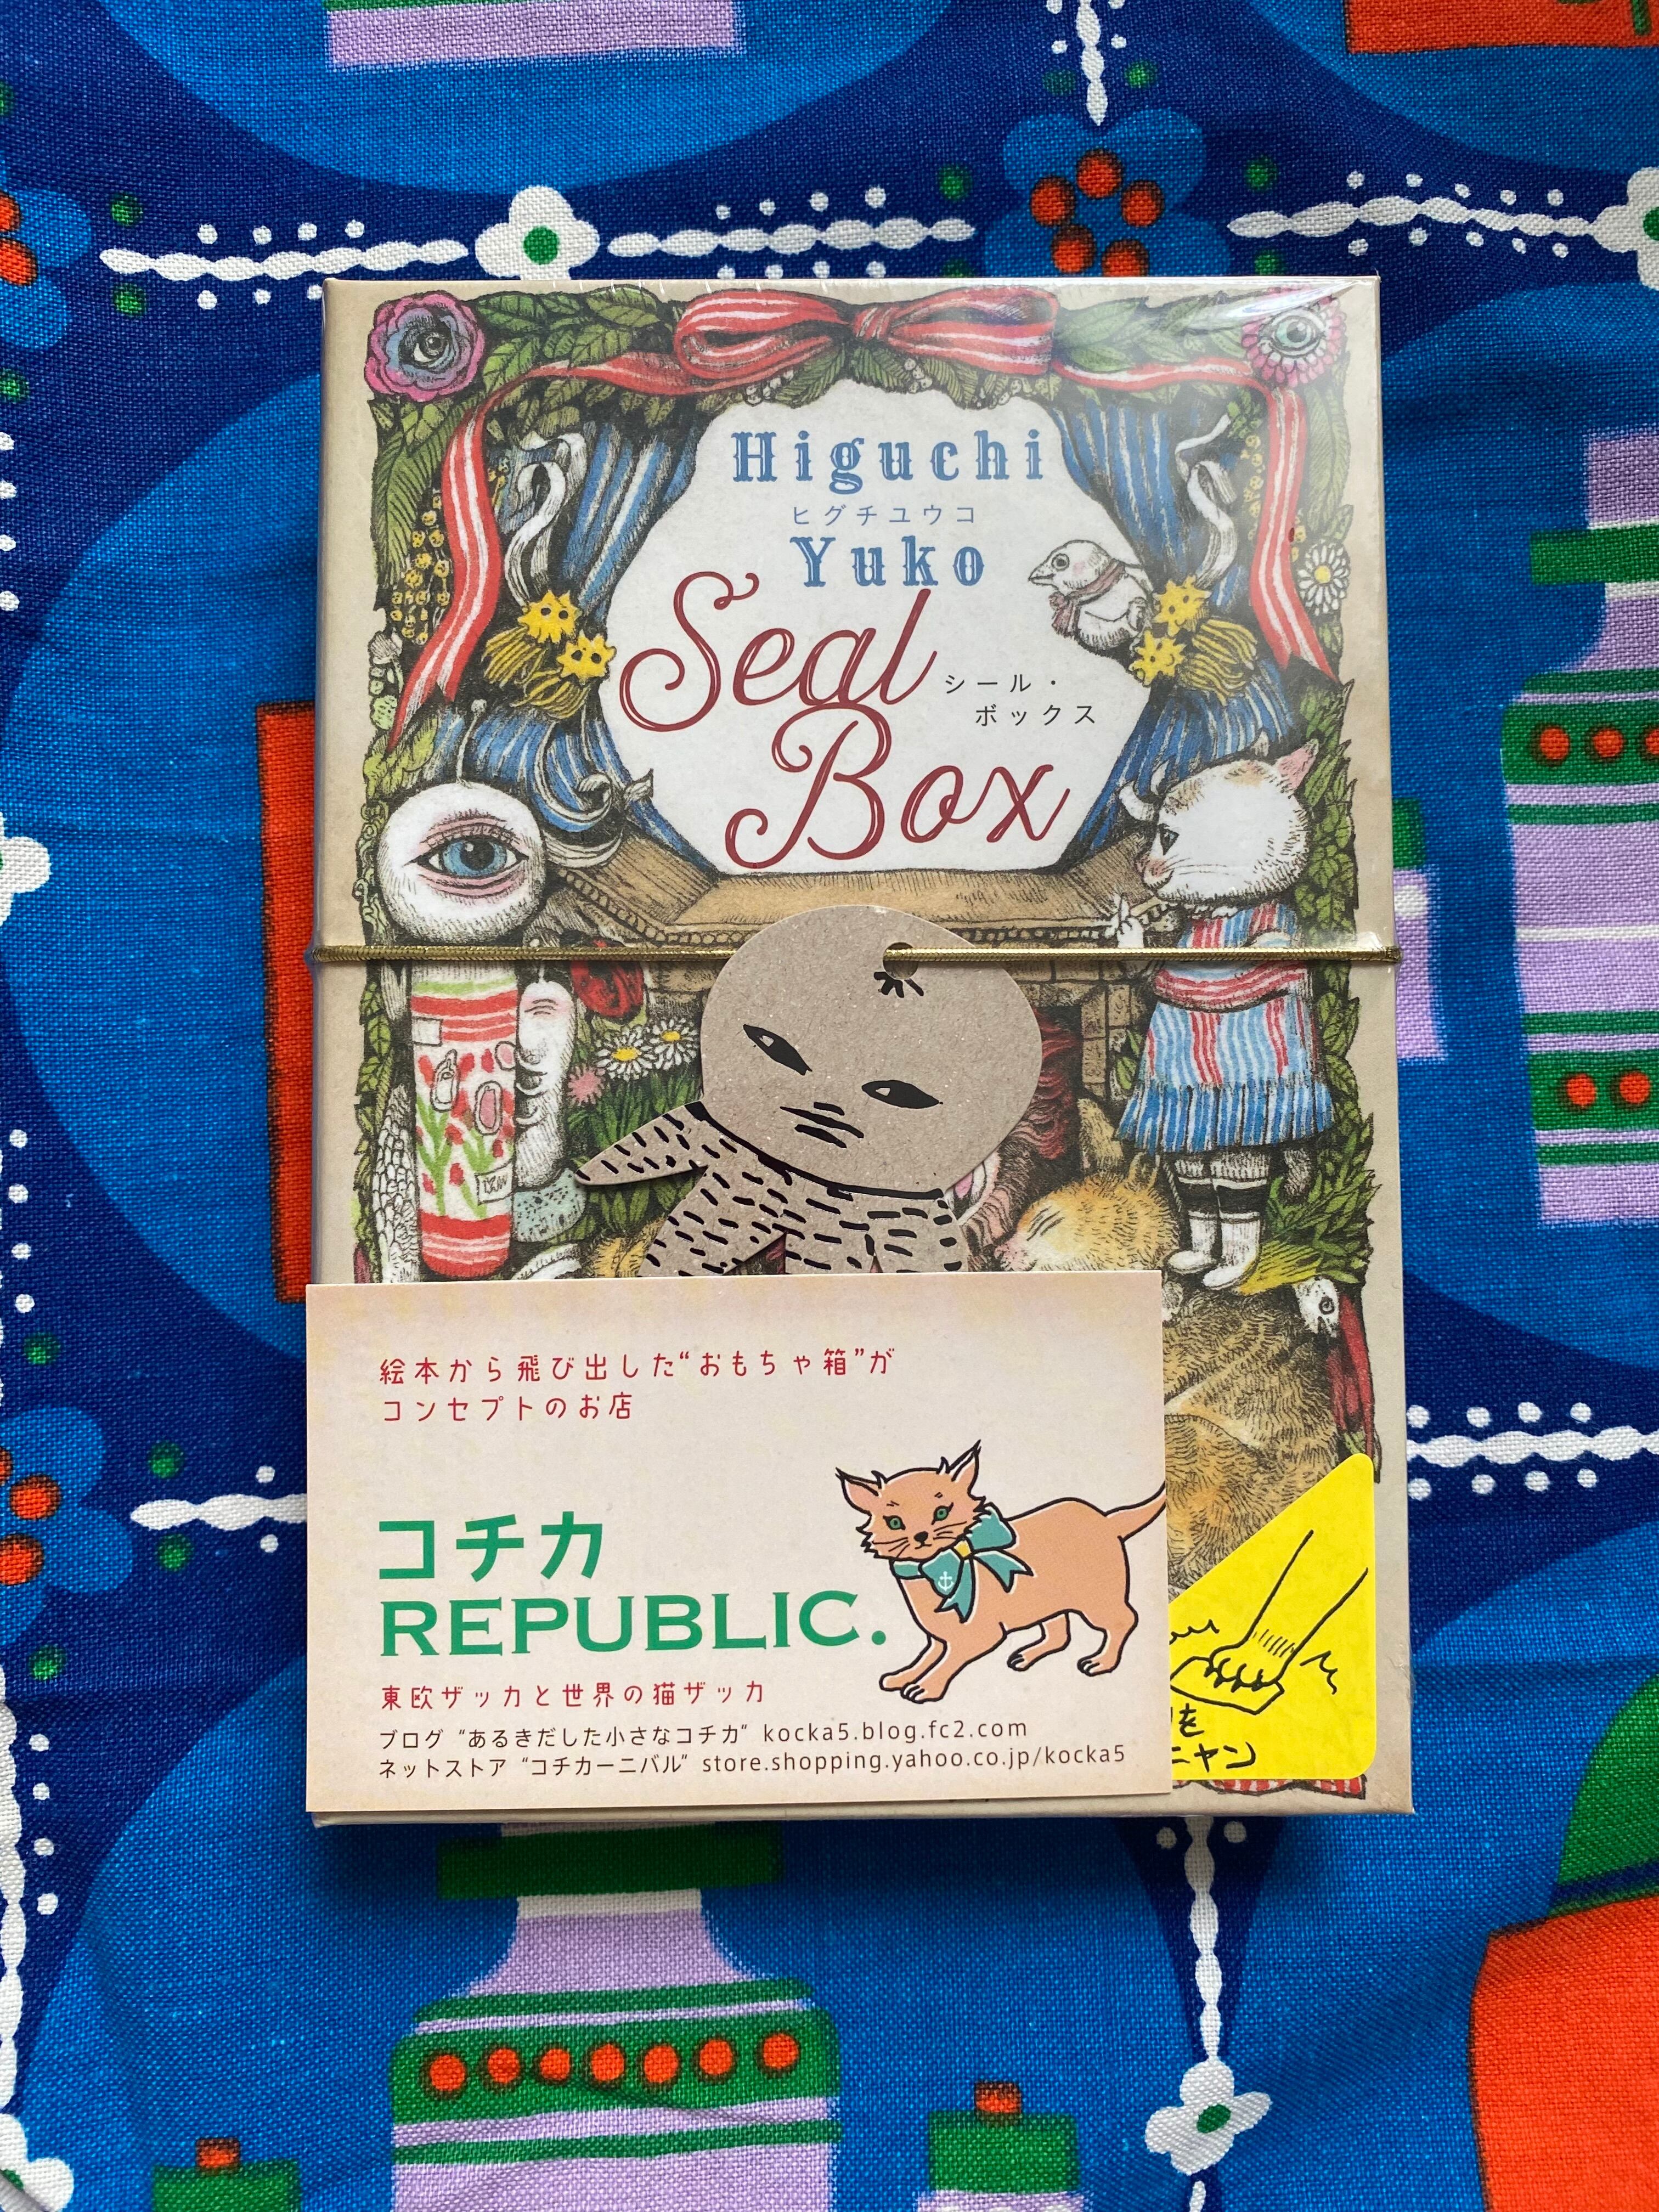 Higuchi
ヒグチユウコ
Yuko
Seal
シール・
ボックス
Box
絵本から飛び出した“おもちゃ箱”が
コンセプトのお店
コチカ
REPUBLIC.
東欧ザッカと世界の猫ザッカ
ブログ“あるきだした小さなコチカ” kocka5.blog.fc2.com
ネットストア“コチカーニバル” store.shopping.yahoo.co.jp/kocka5
を
ニャン